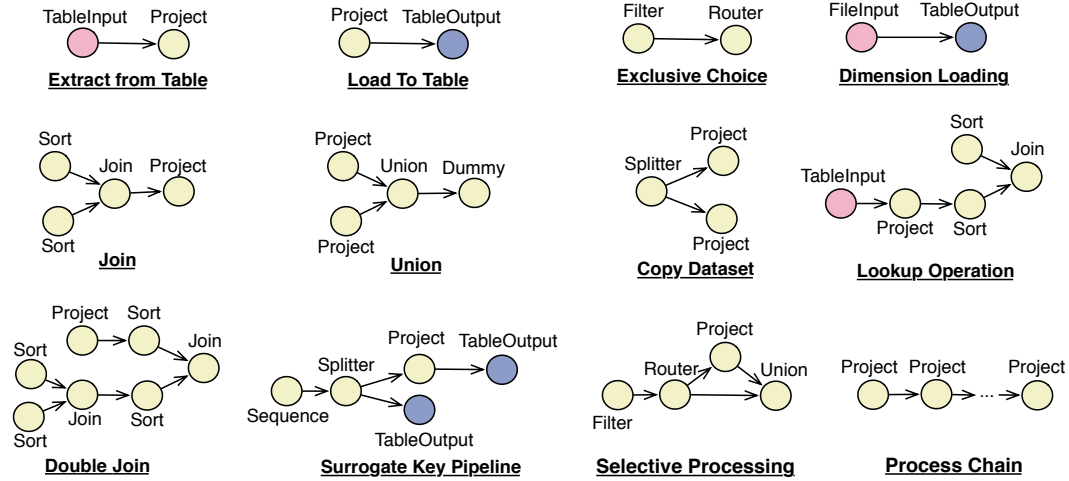 TableInput Project
Extract from Table
Project TableOutput
Load To Table
Filter Router
Exclusive Choice
FileInput TableOutput
Dimension Loading
Sort
Join Project
Sort
Join
Project
Union Dummy
Project
Union
Project
Splitter
Project
Copy Dataset
Sort
Join
TableInput
Project Sort
Lookup Operation
Project Sort
Join
Sort
Join Sort
Sort
Double Join
Project TableOutput
Splitter
Sequence
TableOutput
Surrogate Key Pipeline
Project
Router Union
Filter
Selective Processing
Project Project Project
...
Process Chain